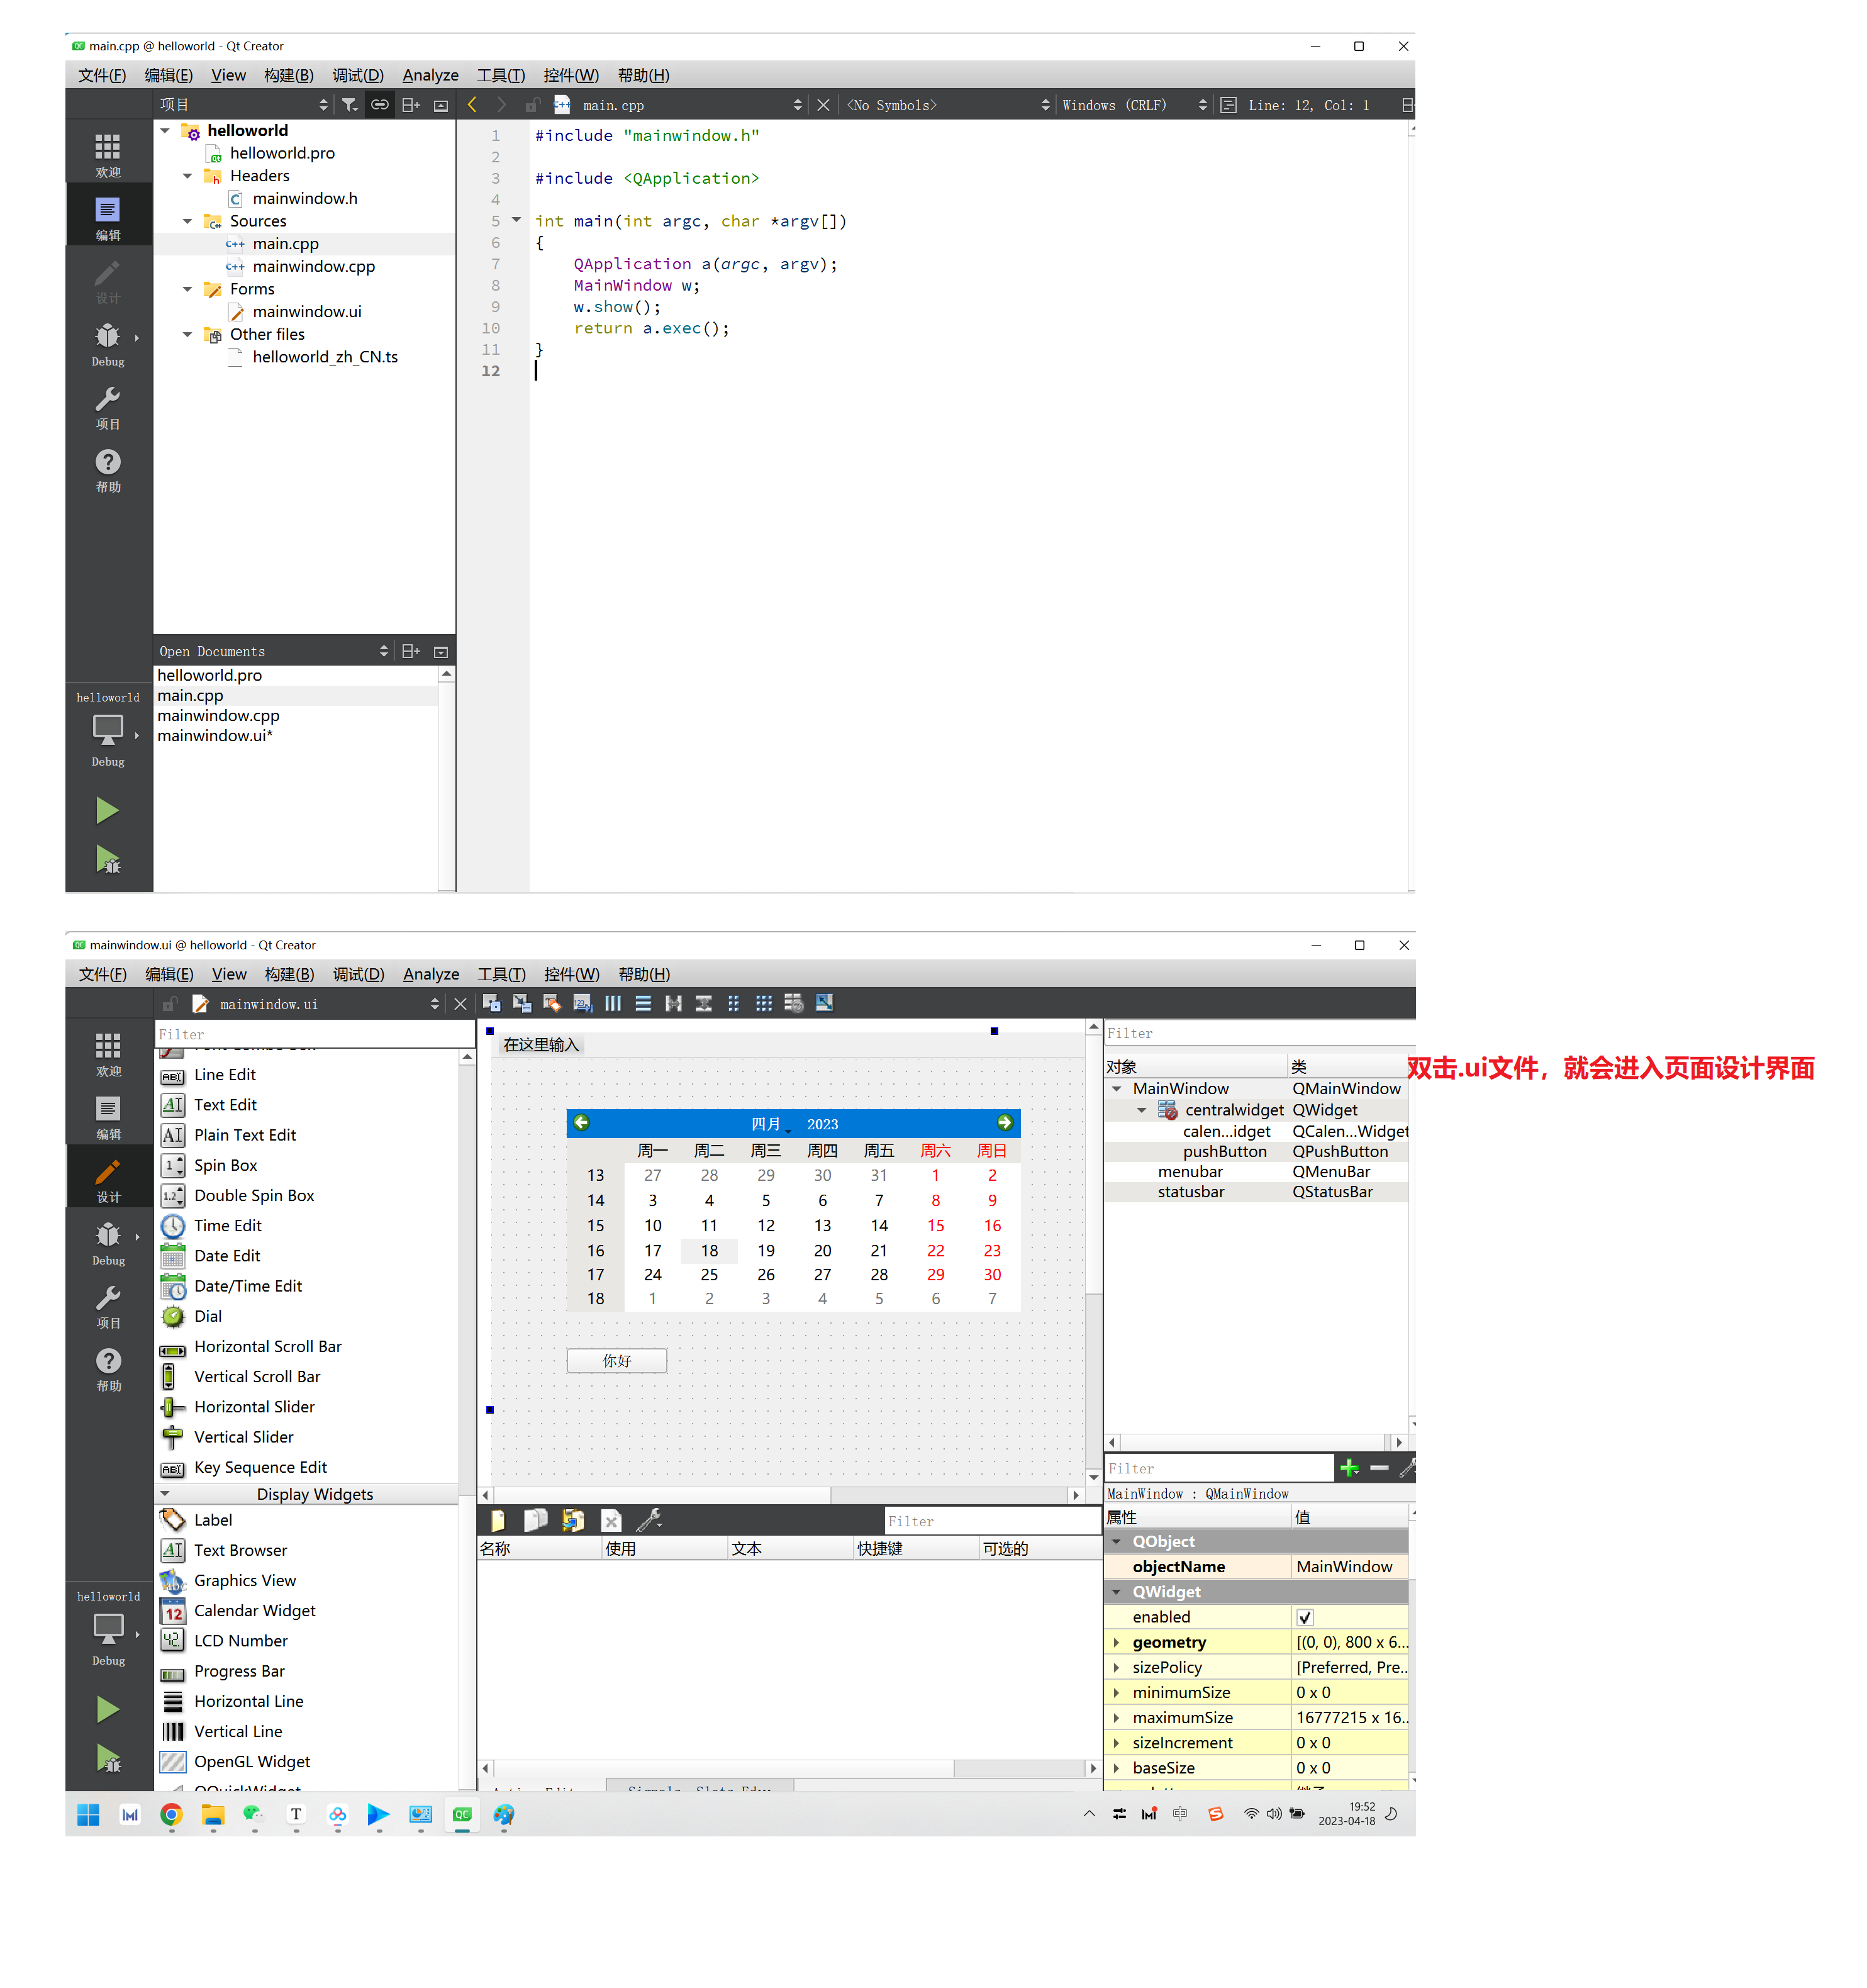 main.cpp @ helloworld - Qt Creator
文件(F) 编辑(E) View 构建(B) 调试(D) Analyze 工具(T) 控件(W) 帮助(H)
项目 main.cpp <No Symbols> Windows (CRLF) Line: 12, Col: 1
欢迎
编辑
设计
Debug
项目
帮助
helloworld
Debug
helloworld
helloworld.pro
Headers
mainwindow.h
Sources
main.cpp
mainwindow.cpp
Forms
mainwindow.ui
Other files
helloworld_zh_CN.ts
Open Documents
helloworld.pro
main.cpp
mainwindow.cpp
mainwindow.ui*
1 #include "mainwindow.h"
2
3 #include <QApplication>
4
5 int main(int argc, char *argv[])
6 {
7 QApplication a(argc, argv);
8 MainWindow w;
9 w.show();
10 return a.exec();
11 }
12
mainwindow.ui @ helloworld - Qt Creator
文件(F) 编辑(E) View 构建(B) 调试(D) Analyze 工具(T) 控件(W) 帮助(H)
mainwindow.ui
欢迎
编辑
设计
Debug
项目
帮助
helloworld
Debug
Filter
Line Edit
Text Edit
Plain Text Edit
Spin Box
Double Spin Box
Time Edit
Date Edit
Date/Time Edit
Dial
Horizontal Scroll Bar
Vertical Scroll Bar
Horizontal Slider
Vertical Slider
Key Sequence Edit
Display Widgets
Label
Text Browser
Graphics View
Calendar Widget
LCD Number
Progress Bar
Horizontal Line
Vertical Line
OpenGL Widget
在这里输入
四月 2023
周一 周二 周三 周四 周五 周六 周日
13 27 28 29 30 31 1 2
14 3 4 5 6 7 8 9
15 10 11 12 13 14 15 16
16 17 18 19 20 21 22 23
17 24 25 26 27 28 29 30
18 1 2 3 4 5 6 7
你好
Filter
名称 使用 文本 快捷键 可选的
Filter
对象 类
MainWindow QMainWindow
centralwidget QWidget
calen...idget QCalen...Widget
pushButton QPushButton
menubar QMenuBar
statusbar QStatusBar
双击.ui文件，就会进入页面设计界面
Filter
MainWindow : QMainWindow
属性 值
QObject
objectName MainWindow
QWidget
enabled
geometry [(0, 0), 800 x 6...
sizePolicy [Preferred, Pre...
minimumSize 0 x 0
maximumSize 16777215 x 16...
sizeIncrement 0 x 0
baseSize 0 x 0
19:52
2023-04-18